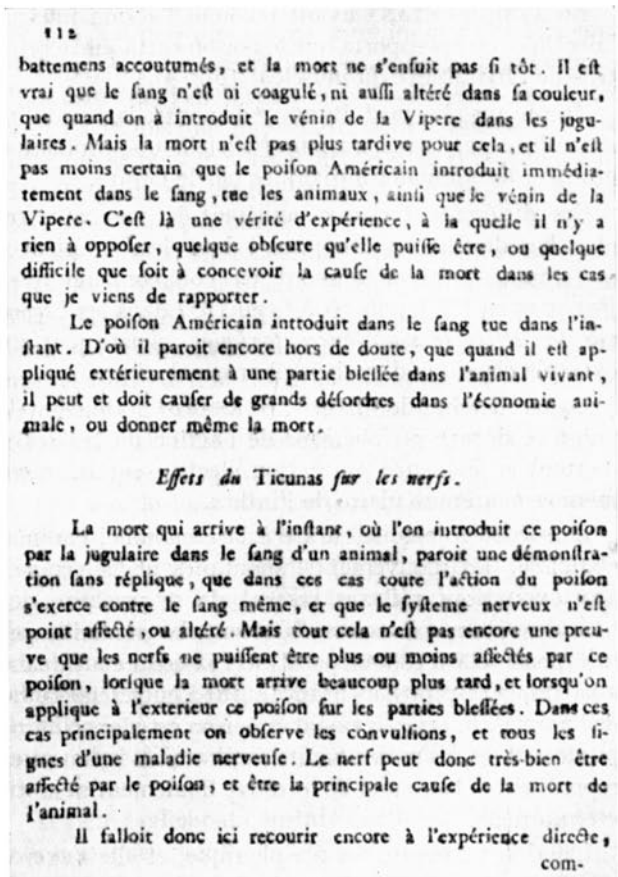 112
battemens accoutumés, et la mort ne s'ensuit pas ſi tôt. Il eſt
vrai que le ſang n'eſt ni coagulé, ni auſſi altéré dans ſa couleur,
que quand on à introduit le vénin de la Vipere dans les jugu-
laires. Mais la mort n'eſt pas plus tardive pour cela, et il n'eſt
pas moins certain que le poiſon Américain introduit immédia-
tement dans le ſang, tue les animaux, ainſi que le vénin de la
Vipere. C'eſt là une vérité d'expérience, à la quelle il n'y a
rien à oppoſer, quelque obſcure qu'elle puiſſe être, ou quelque
difficile que ſoit à concevoir la cauſe de la mort dans les cas
que je viens de rapporter.
Le poiſon Américain introduit dans le ſang tue dans l'in-
ſtant. D'où il paroit encore hors de doute, que quand il eſt ap-
pliqué extérieurement à une partie bleſſée dans l'animal vivant,
il peut et doit cauſer de grands déſordres dans l'économie ani-
male, ou donner même la mort.
Effets du Ticunas ſur les nerfs.
La mort qui arrive à l'inſtant, où l'on introduit ce poiſon
par la jugulaire dans le ſang d'un animal, paroit une démonſtra-
tion ſans réplique, que dans ces cas toute l'action du poiſon
s'exerce contre le ſang même, et que le ſyſteme nerveux n'eſt
point affecté, ou altéré. Mais tout cela n'eſt pas encore une preu-
ve que les nerfs ne puiſſent être plus ou moins affectés par ce
poiſon, lorſque la mort arrive beaucoup plus tard, et lorsqu'on
applique à l'exterieur ce poiſon ſur les parties bleſſées. Dans ces
cas principalement on obſerve les convulſions, et tous les ſi-
gnes d'une maladie nerveuſe. Le nerf peut donc très-bien être
affecté par le poiſon, et être la principale cauſe de la mort de
l'animal.
Il falloit donc ici recourir encore à l'expérience directe,
com-